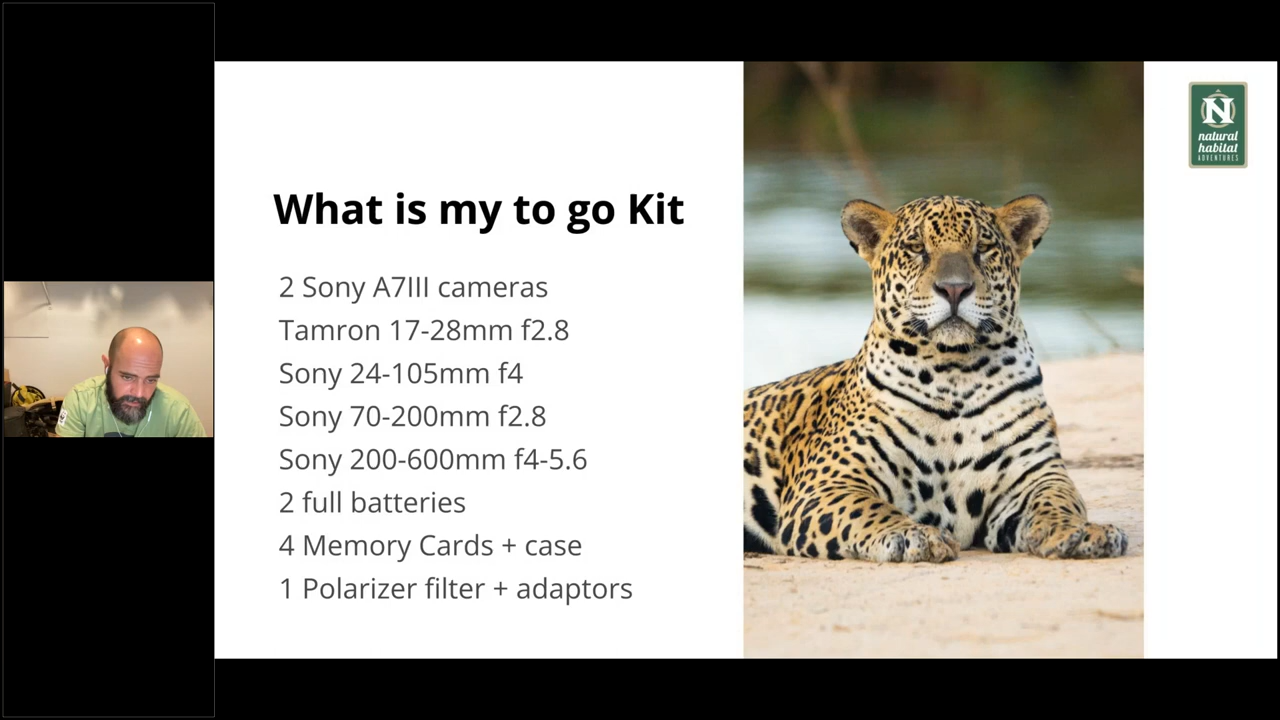 What is my to go Kit
2 Sony A7III cameras
Tamron 17-28mm f2.8
Sony 24-105mm f4
Sony 70-200mm f2.8
Sony 200-600mm f4-5.6
2 full batteries
4 Memory Cards + case
1 Polarizer filter + adaptors
N
natural
habitat
ADVENTURES